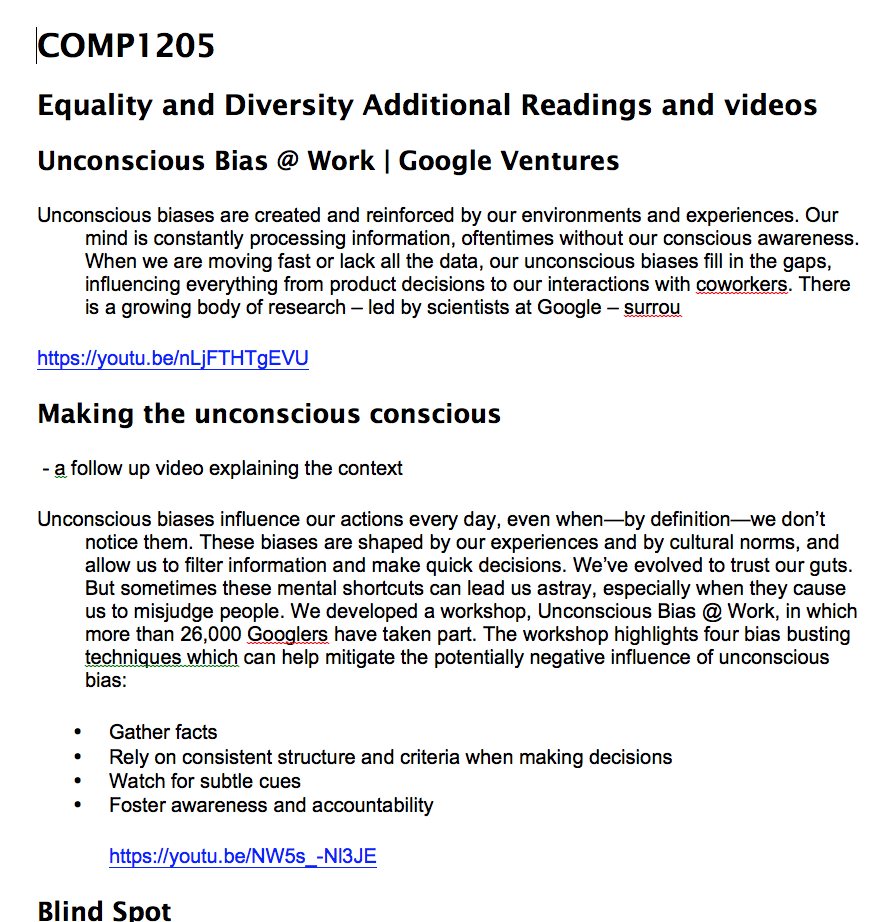 COMP1205
Equality and Diversity Additional Readings and videos
Unconscious Bias @ Work | Google Ventures
Unconscious biases are created and reinforced by our environments and experiences. Our
mind is constantly processing information, oftentimes without our conscious awareness.
When we are moving fast or lack all the data, our unconscious biases fill in the gaps,
influencing everything from product decisions to our interactions with coworkers. There
is a growing body of research – led by scientists at Google – surrou
https://youtu.be/nLjFTHTgEVU
Making the unconscious conscious
- a follow up video explaining the context
Unconscious biases influence our actions every day, even when—by definition—we don’t
notice them. These biases are shaped by our experiences and by cultural norms, and
allow us to filter information and make quick decisions. We’ve evolved to trust our guts.
But sometimes these mental shortcuts can lead us astray, especially when they cause
us to misjudge people. We developed a workshop, Unconscious Bias @ Work, in which
more than 26,000 Googlers have taken part. The workshop highlights four bias busting
techniques which can help mitigate the potentially negative influence of unconscious
bias:
• Gather facts
• Rely on consistent structure and criteria when making decisions
• Watch for subtle cues
• Foster awareness and accountability
https://youtu.be/NW5s_-Nl3JE
Blind Spot